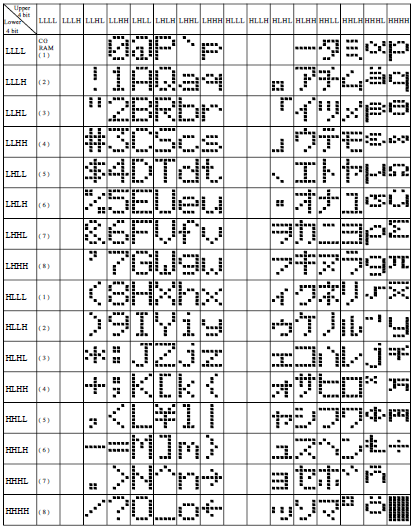 Upper 4 bit Lower 4 bit LLLL LLLH LLHL LLHH LHLL LHLH LHHL LHHH HLLL HLLH HLHL HLHH HHLL HHLH HHHL HHHH
LLLL CG RAM (1) 0 @ P ` p ー タ ミ α p
LLLH (2) ! 1 A Q a q 。 ア チ ム ä q
LLHL (3) " 2 B R b r 「 イ ツ メ β θ
LLHH (4) # 3 C S c s 」 ウ テ モ ε ∞
LHLL (5) $ 4 D T d t 、 エ ト ヤ μ Ω
LHLH (6) % 5 E U e u ・ オ ナ ユ σ ü
LHHL (7) & 6 F V f v ヲ カ ニ ヨ ρ Σ
LHHH (8) ' 7 G W g w ァ キ ヌ ラ g π
HLLL (1) ( 8 H X h x ィ ク ネ リ √ x̄
HLLH (2) ) 9 I Y i y ゥ ケ ノ ル ⁻¹ y
HLHL (3) * : J Z j z ェ コ ハ レ j 千
HLHH (4) + ; K [ k { ォ サ ヒ ロ ˣ 万
HHLL (5) , < L ¥ l | ャ シ フ ワ ¢ 円
HHLH (6) - = M ] m } ュ ス ヘ ン Ł ÷
HHHL (7) . > N ^ n → ョ セ ホ ゛ ñ
HHHH (8) / ? O _ o ← ッ ソ マ ゜ ö █